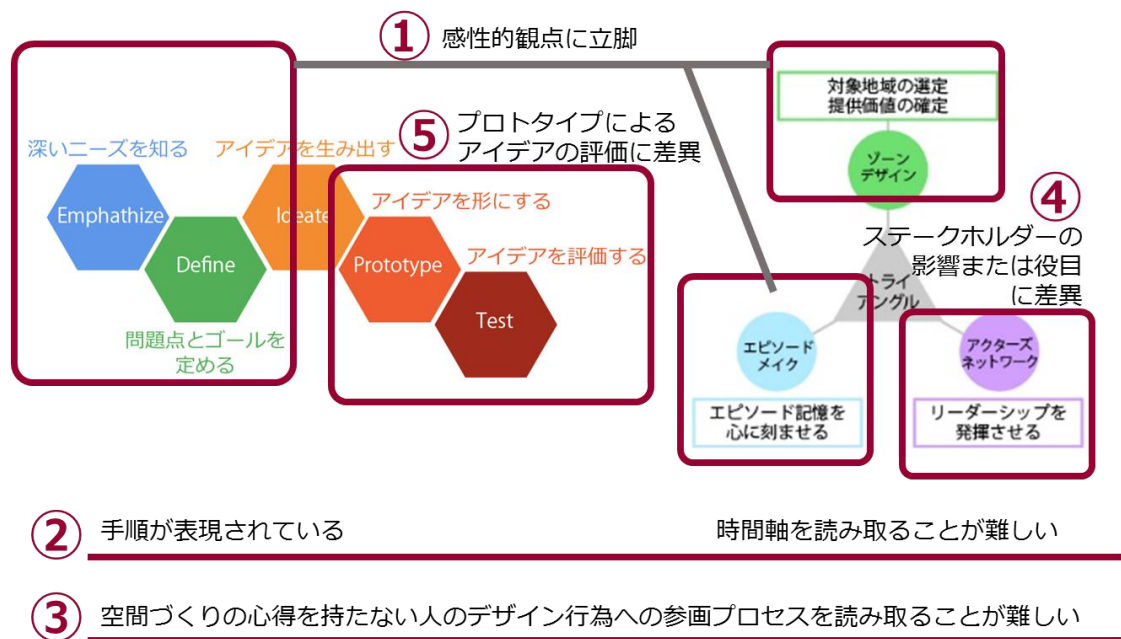 ① 感性的観点に立脚
対象地域の選定
提供価値の確定
ゾーン
デザイン
⑤ プロトタイプによる
アイデアの評価に差異
深いニーズを知る
アイデアを生み出す
Emphathize
Define
Ideate
Prototype
Test
問題点とゴールを
定める
アイデアを形にする
アイデアを評価する
④
ステークホルダーの
影響または役目
に差異
トライ
アングル
エピソード
メイク
エピソード記憶を
心に刻ませる
アクターズ
ネットワーク
リーダーシップを
発揮させる
② 手順が表現されている
時間軸を読み取ることが難しい
③ 空間づくりの心得を持たない人のデザイン行為への参画プロセスを読み取ることが難しい